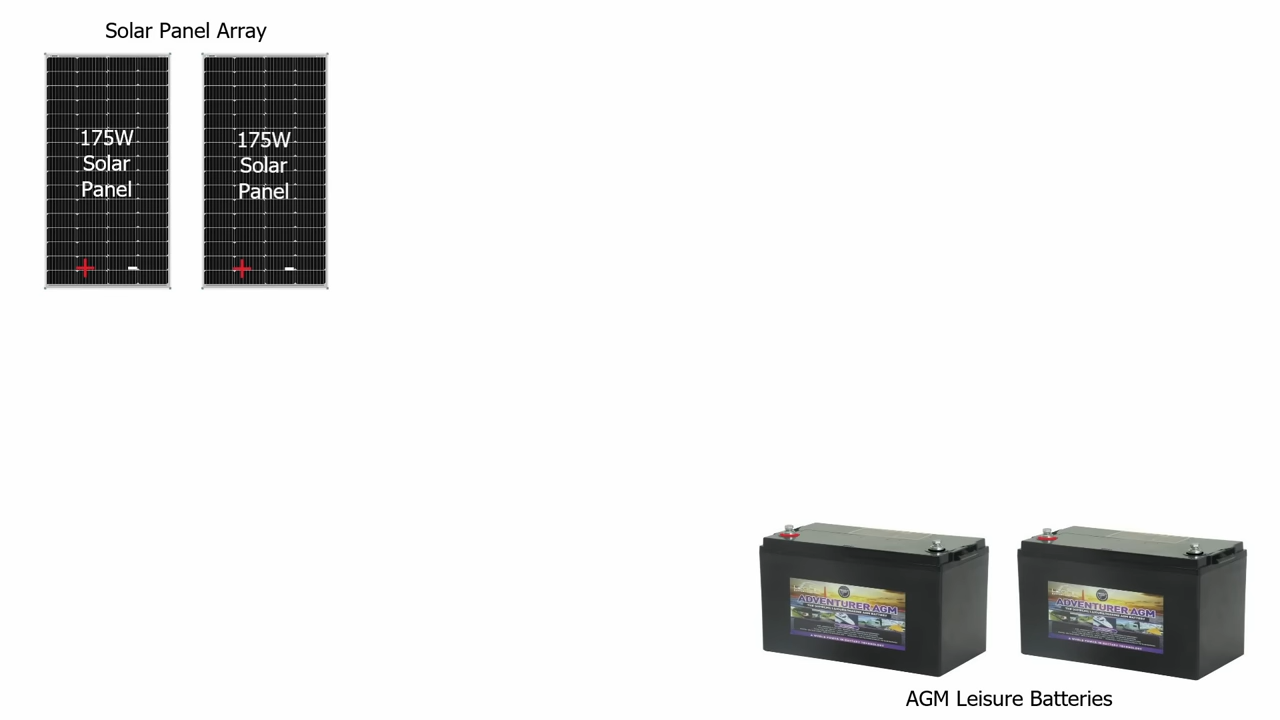 Solar Panel Array
175W
Solar
Panel
175W
Solar
Panel
+ -
+ -
ADVENTURER AGM
ADVENTURER AGM
AGM Leisure Batteries